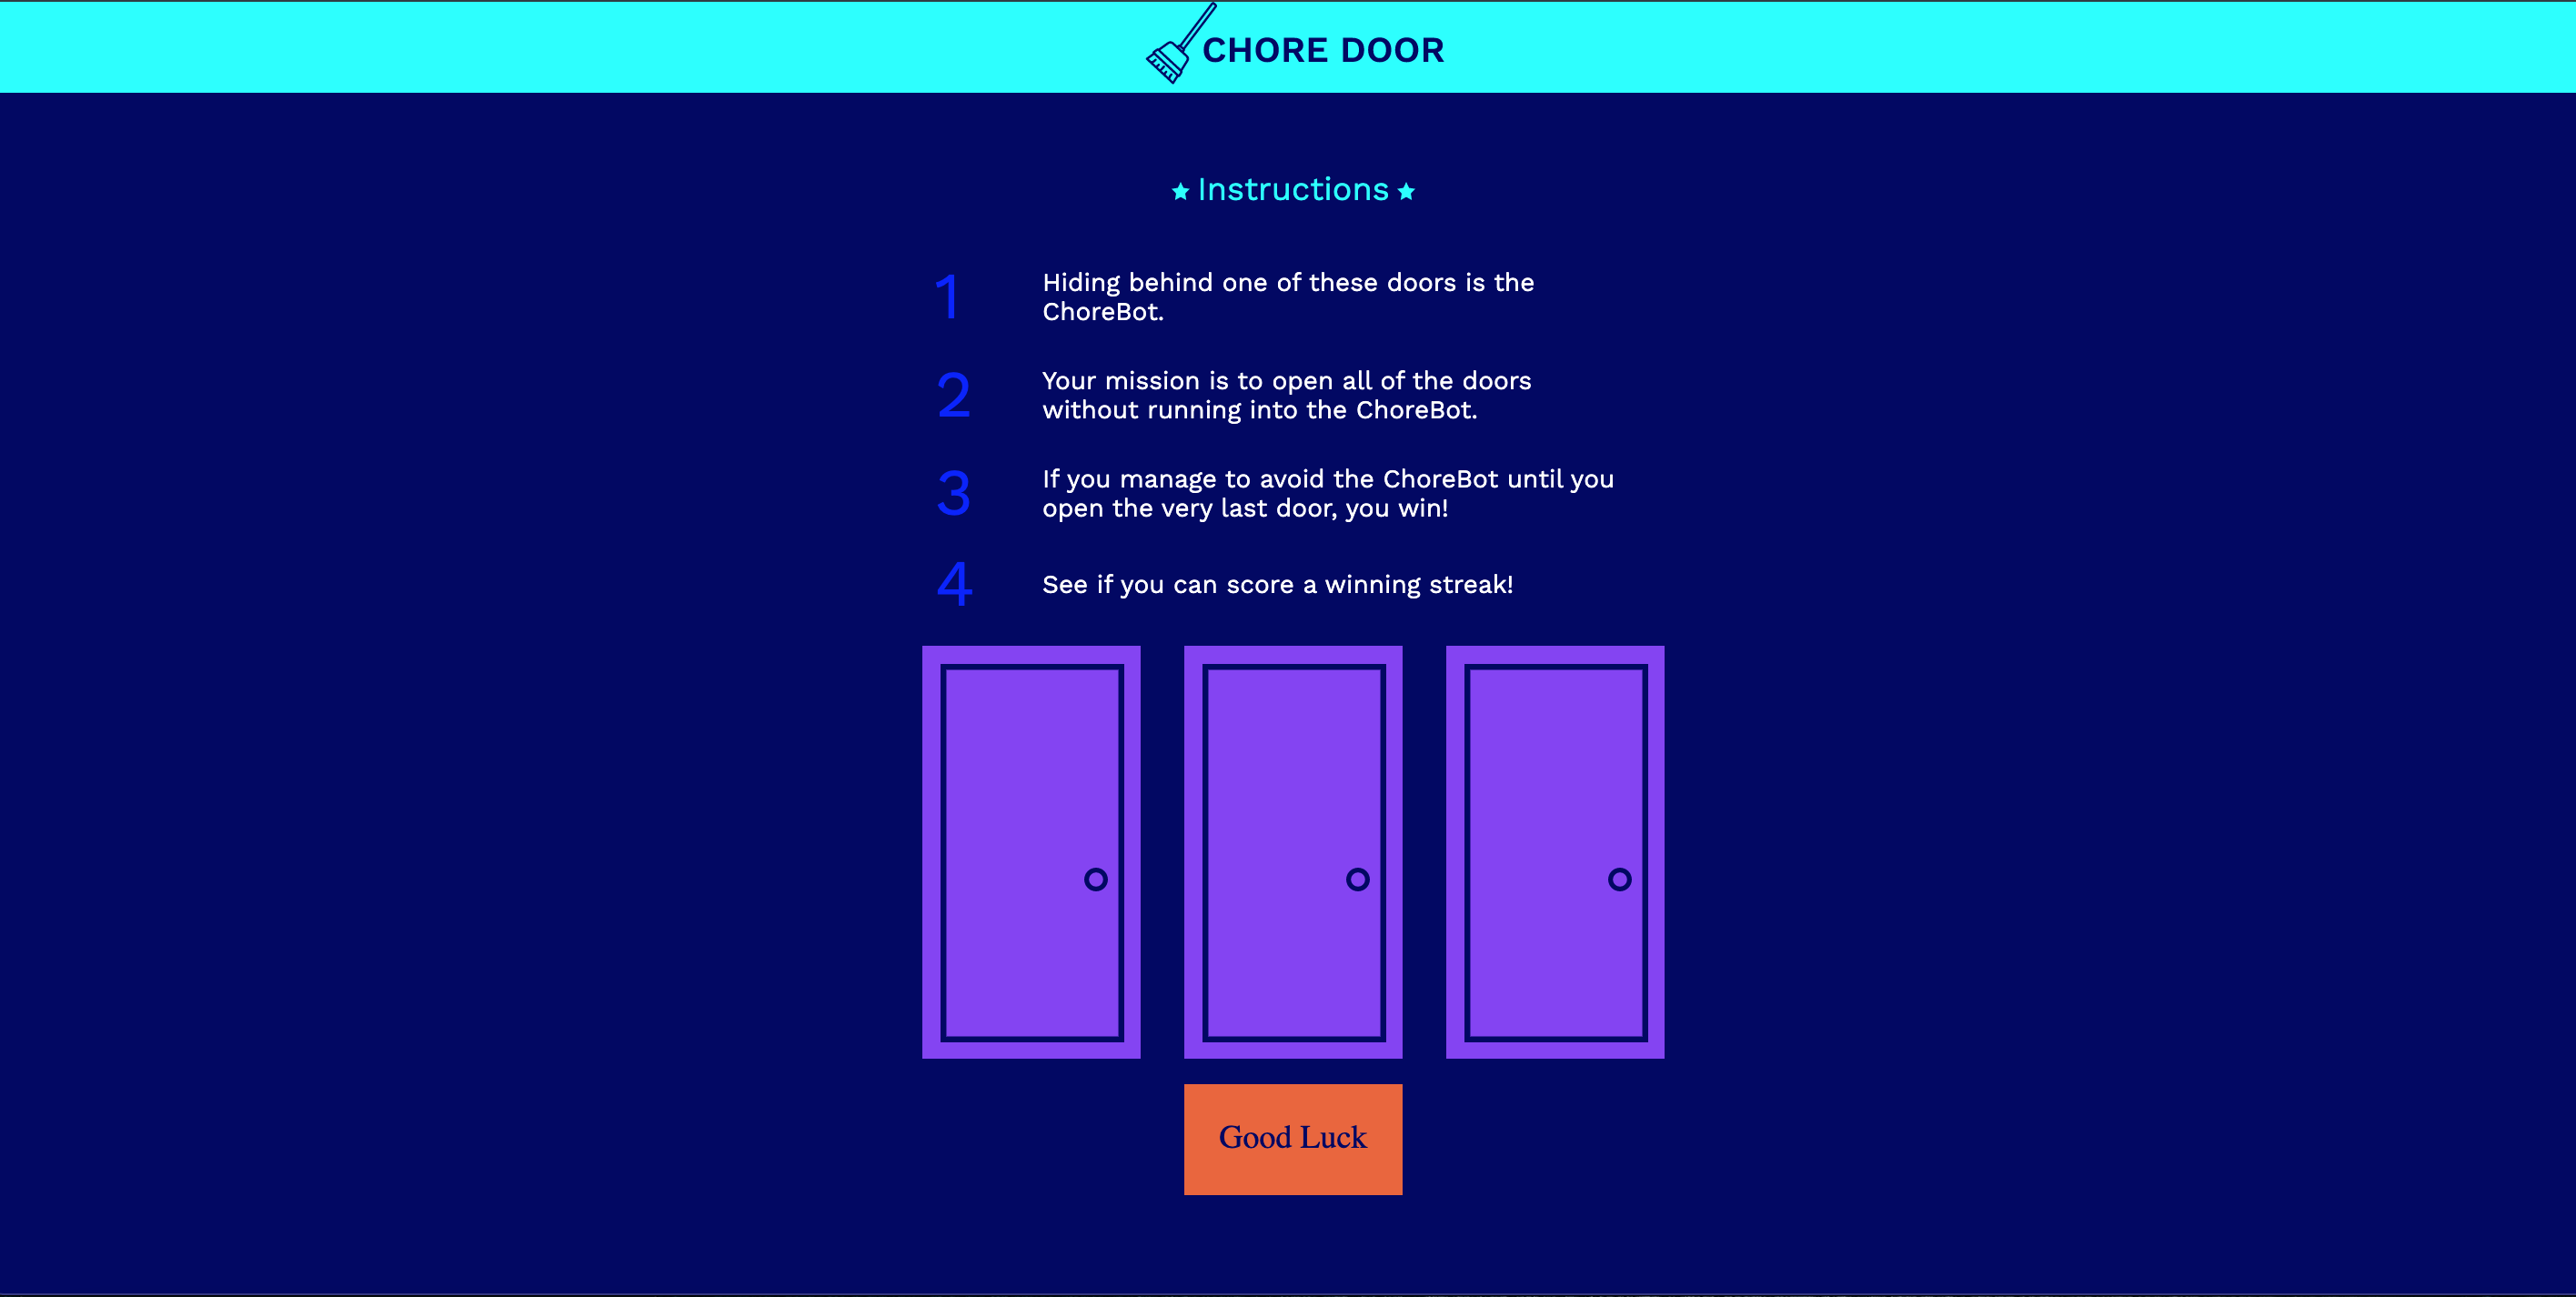 CHORE DOOR
Instructions
1
Hiding behind one of these doors is the
ChoreBot.
2
Your mission is to open all of the doors
without running into the ChoreBot.
3
If you manage to avoid the ChoreBot until you
open the very last door, you win!
4
See if you can score a winning streak!
Good Luck